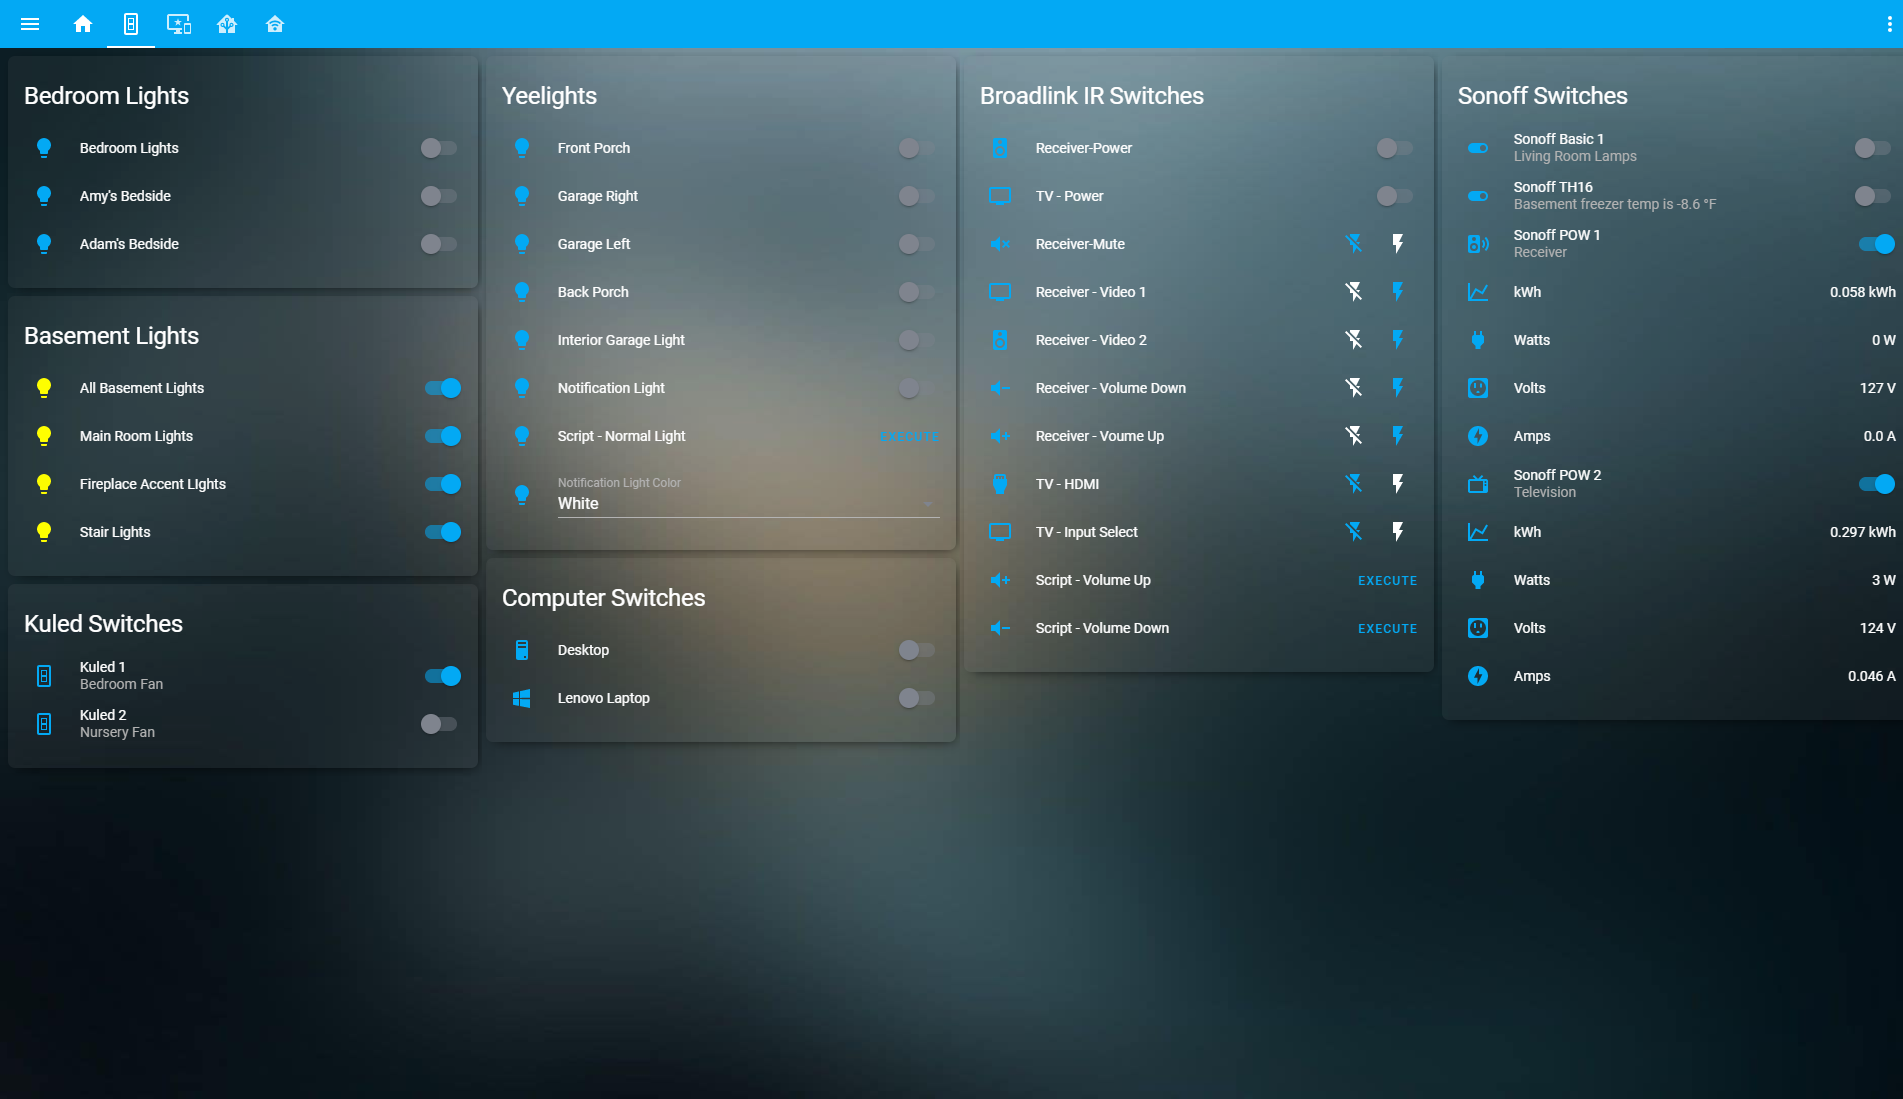 Bedroom Lights
Bedroom Lights
Amy's Bedside
Adam's Bedside
Basement Lights
All Basement Lights
Main Room Lights
Fireplace Accent LIghts
Stair Lights
Kuled Switches
Kuled 1
Bedroom Fan
Kuled 2
Nursery Fan
Yeelights
Front Porch
Garage Right
Garage Left
Back Porch
Interior Garage Light
Notification Light
Script - Normal Light EXECUTE
Notification Light Color
White
Computer Switches
Desktop
Lenovo Laptop
Broadlink IR Switches
Receiver-Power
TV - Power
Receiver-Mute
Receiver - Video 1
Receiver - Video 2
Receiver - Volume Down
Receiver - Voume Up
TV - HDMI
TV - Input Select
Script - Volume Up EXECUTE
Script - Volume Down EXECUTE
Sonoff Switches
Sonoff Basic 1
Living Room Lamps
Sonoff TH16
Basement freezer temp is -8.6 °F
Sonoff POW 1
Receiver
kWh 0.058 kWh
Watts 0 W
Volts 127 V
Amps 0.0 A
Sonoff POW 2
Television
kWh 0.297 kWh
Watts 3 W
Volts 124 V
Amps 0.046 A